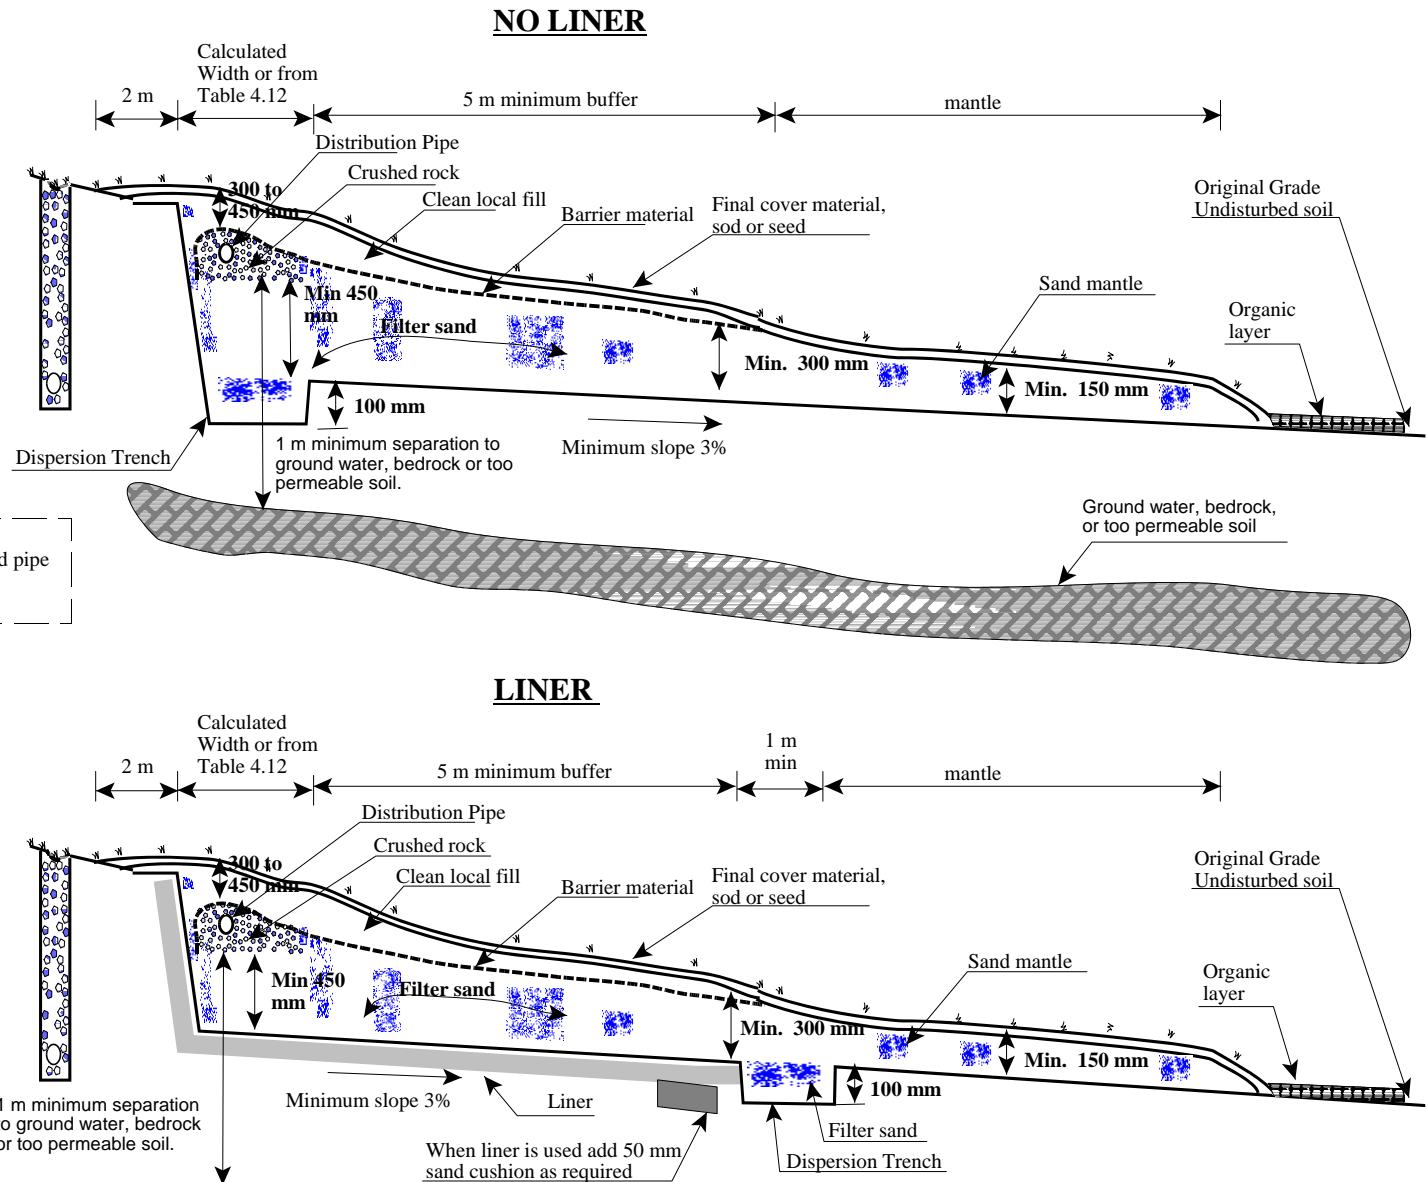 NO LINER
Calculated
Width or from
Table 4.12
2 m
5 m minimum buffer
mantle
Distribution Pipe
Crushed rock
Clean local fill
Barrier material
Final cover material,
sod or seed
Original Grade
Undisturbed soil
300 to
450 mm
Sand mantle
Organic
layer
Min 450
mm
Filter sand
Min. 300 mm
Min. 150 mm
100 mm
Minimum slope 3%
1 m minimum separation to
ground water, bedrock or too
permeable soil.
Dispersion Trench
Ground water, bedrock,
or too permeable soil
d pipe
LINER
Calculated
Width or from
Table 4.12
2 m
5 m minimum buffer
1 m
min
mantle
Distribution Pipe
Crushed rock
Clean local fill
Barrier material
Final cover material,
sod or seed
Original Grade
Undisturbed soil
300 to
450 mm
Sand mantle
Organic
layer
Min 450
mm
Filter sand
Min. 300 mm
Min. 150 mm
100 mm
Minimum slope 3%
Liner
1 m minimum separation
to ground water, bedrock
or too permeable soil.
Filter sand
When liner is used add 50 mm
sand cushion as required
Dispersion Trench